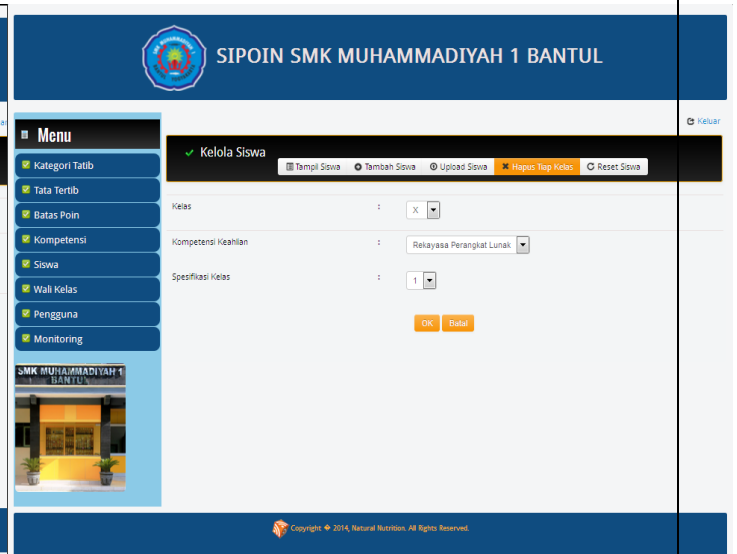 SIPOIN SMK MUHAMMADIYAH 1 BANTUL
Keluar
Menu
Kategori Tatib
Tata Tertib
Batas Poin
Kompetensi
Siswa
Wali Kelas
Pengguna
Monitoring
SMK MUHAMMADIYAH 1
BANTUL
Kelola Siswa
Tampil Siswa Tambah Siswa Upload Siswa Hapus Tiap Kelas Reset Siswa
Kelas : X
Kompetensi Keahlian : Rekayasa Perangkat Lunak
Spesifikasi Kelas : 1
OK Batal
Copyright � 2014, Natural Nutrition. All Rights Reserved.